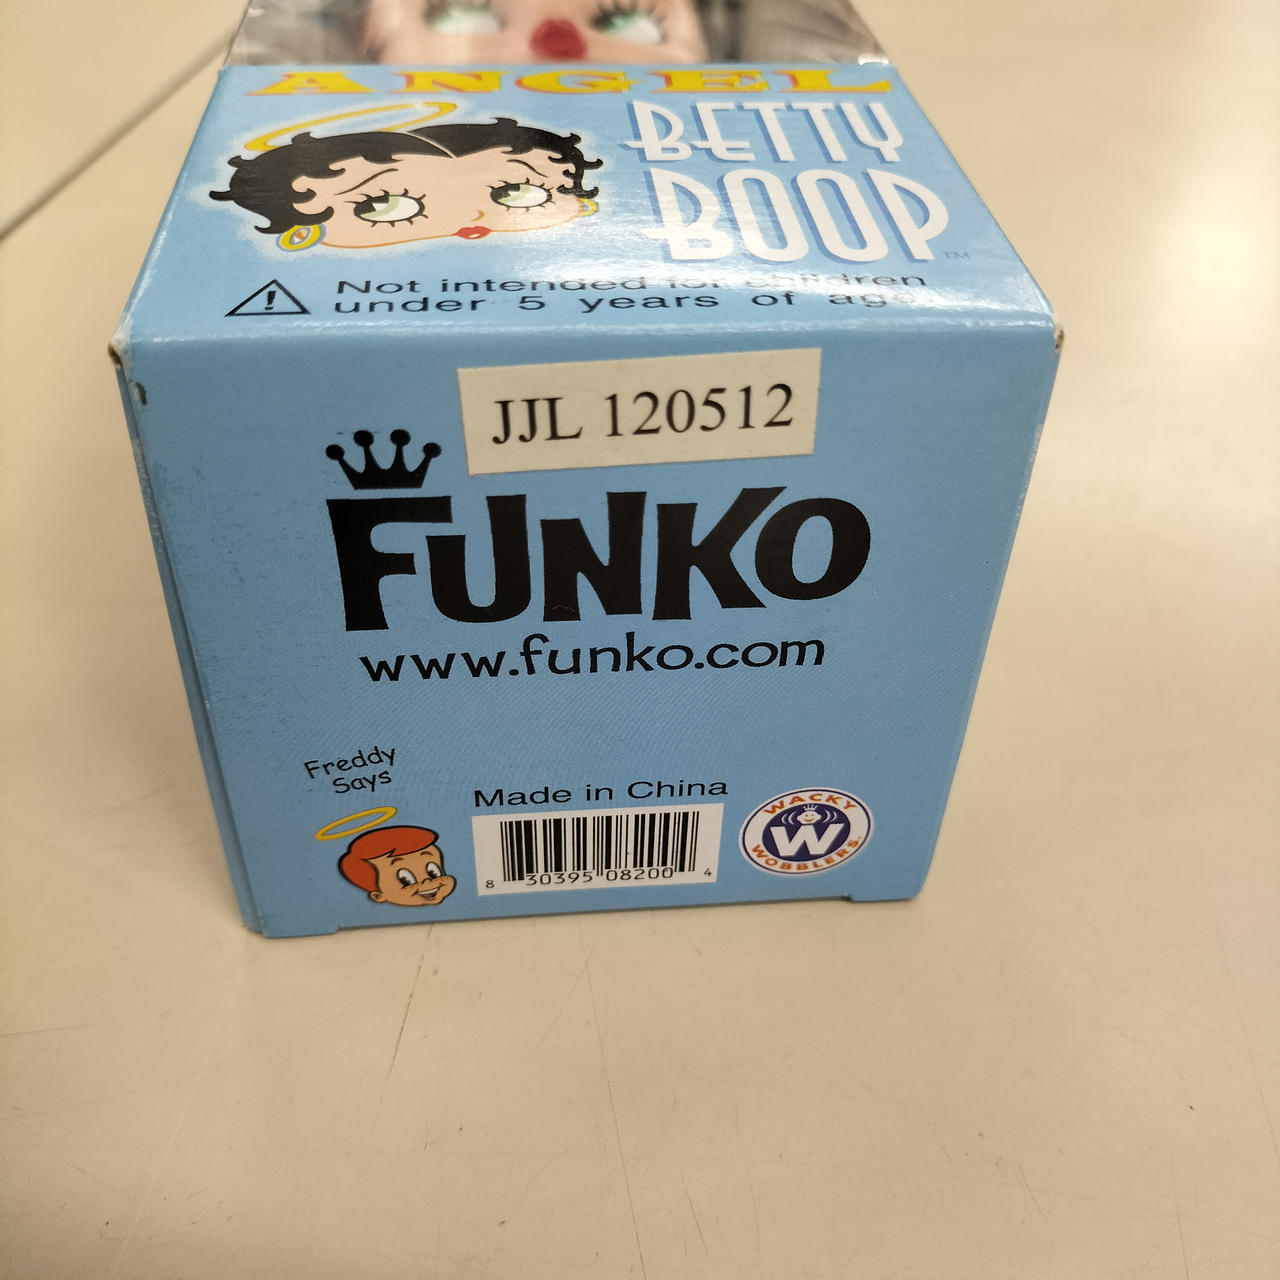 ANGEL
BETTY
BOOP™
Not intended for children
under 5 years of age.
JJL 120512
FUNKO
www.funko.com
Freddy
Says
Made in China
8 30395 08200 4
WACKY
W
WOBBLERS